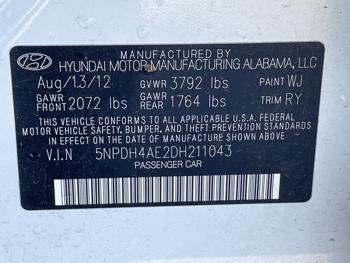 MANUFACTURED BY
HYUNDAI MOTOR MANUFACTURING ALABAMA, LLC
Aug/13/12 GVWR 3792 lbs PAINT WJ
GAWR FRONT 2072 lbs GAWR REAR 1764 lbs TRIM RY
THIS VEHICLE CONFORMS TO ALL APPLICABLE U.S.A. FEDERAL
MOTOR VEHICLE SAFETY, BUMPER, AND THEFT PREVENTION
STANDARDS IN EFFECT ON THE DATE OF MANUFACTURE SHOWN ABOVE.
V.I.N 5NPDH4AE2DH211043
PASSENGER CAR